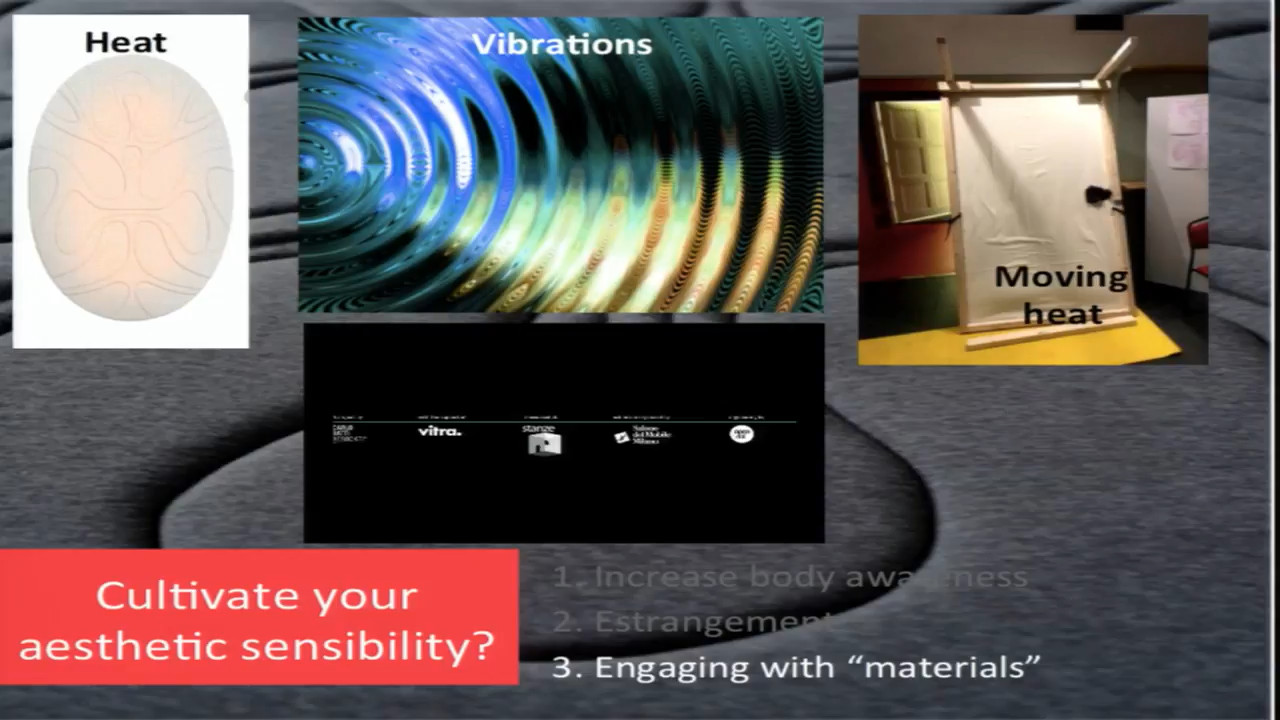 Heat
Vibrations
Moving
heat
vitra.
stanze
Salone
del Mobile
Milano
Cultivate your
aesthetic sensibility?
1. Increase body awareness
2. Estrangement
3. Engaging with “materials”